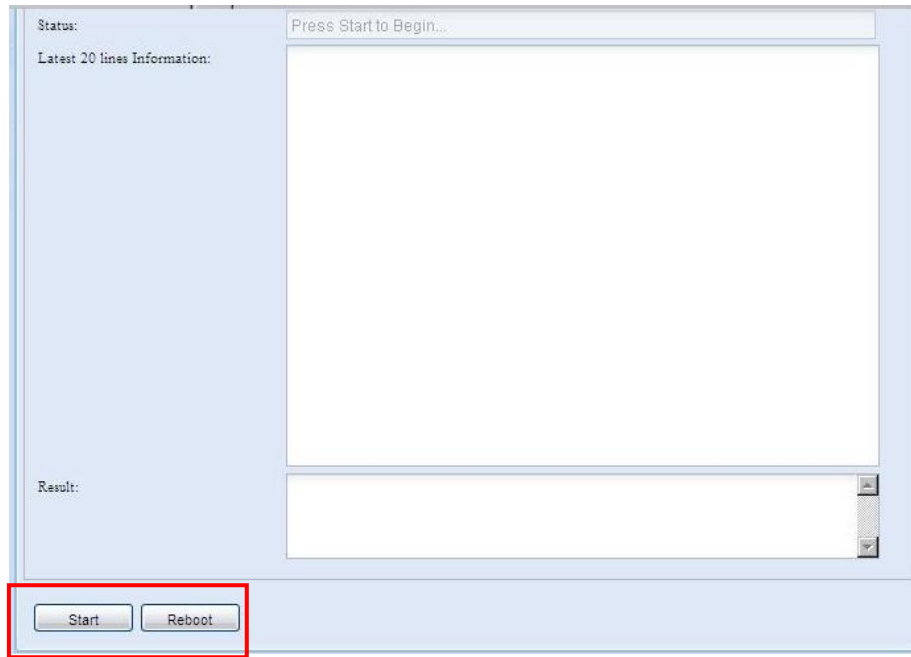 Status:
Press Start to Begin...
Latest 20 lines Information:
Result:
Start
Reboot